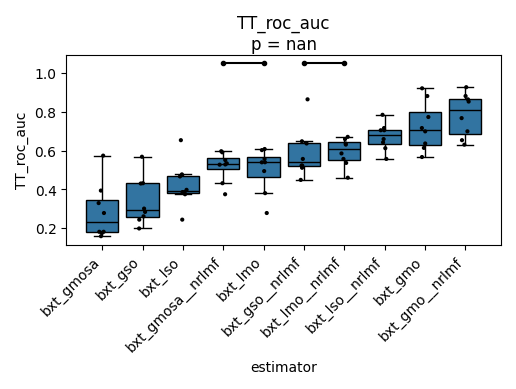 TT_roc_auc
p = nan
TT_roc_auc
1.0
0.8
0.6
0.4
0.2
bxt_gmosa
bxt_gso
bxt_lso
bxt_gmosa__nrlmf
bxt_lmo
bxt_gso__nrlmf
bxt_lmo__nrlmf
bxt_lso__nrlmf
bxt_gmo
bxt_gmo__nrlmf
estimator